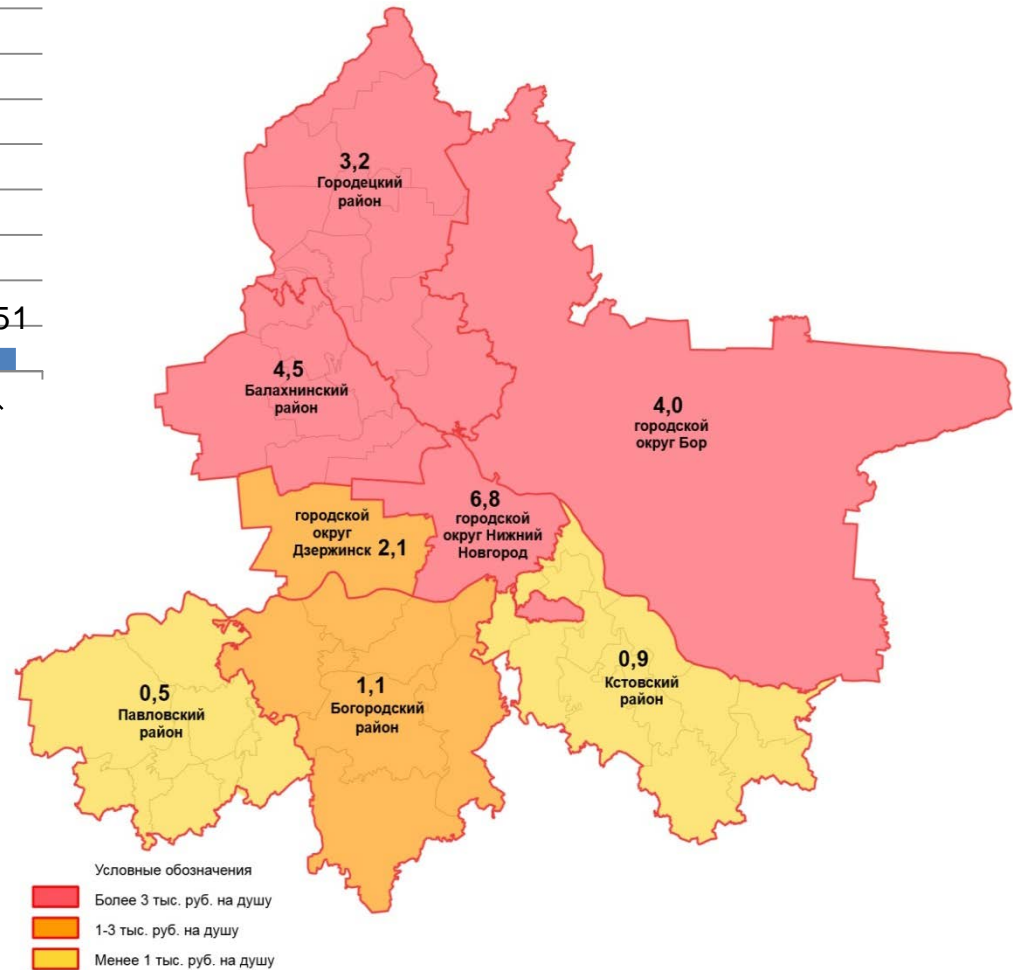 3,2
Городецкий
район
51
4,5
Балахнинский
район
4,0
городской
округ Бор
6,8
городской
округ Нижний
Новгород
городской
округ
Дзержинск 2,1
0,9
Кстовский
район
0,5
Павловский
район
1,1
Богородский
район
Условные обозначения
Более 3 тыс. руб. на душу
1-3 тыс. руб. на душу
Менее 1 тыс. руб. на душу